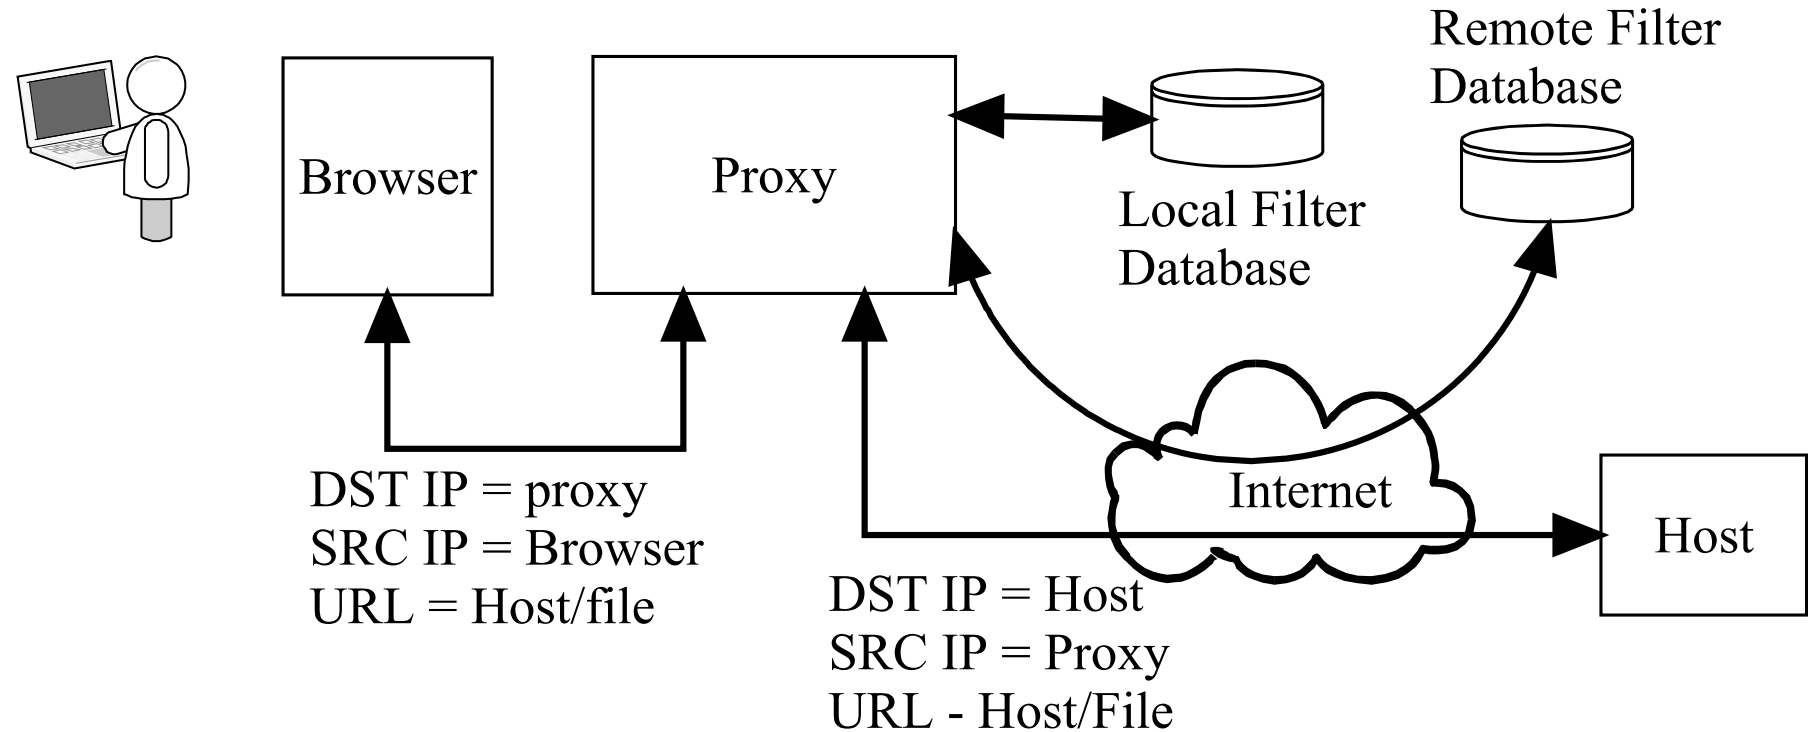 Remote Filter
Database
Browser
Proxy
Local Filter
Database
DST IP = proxy
SRC IP = Browser
URL = Host/file
Internet
Host
DST IP = Host
SRC IP = Proxy
URL - Host/File